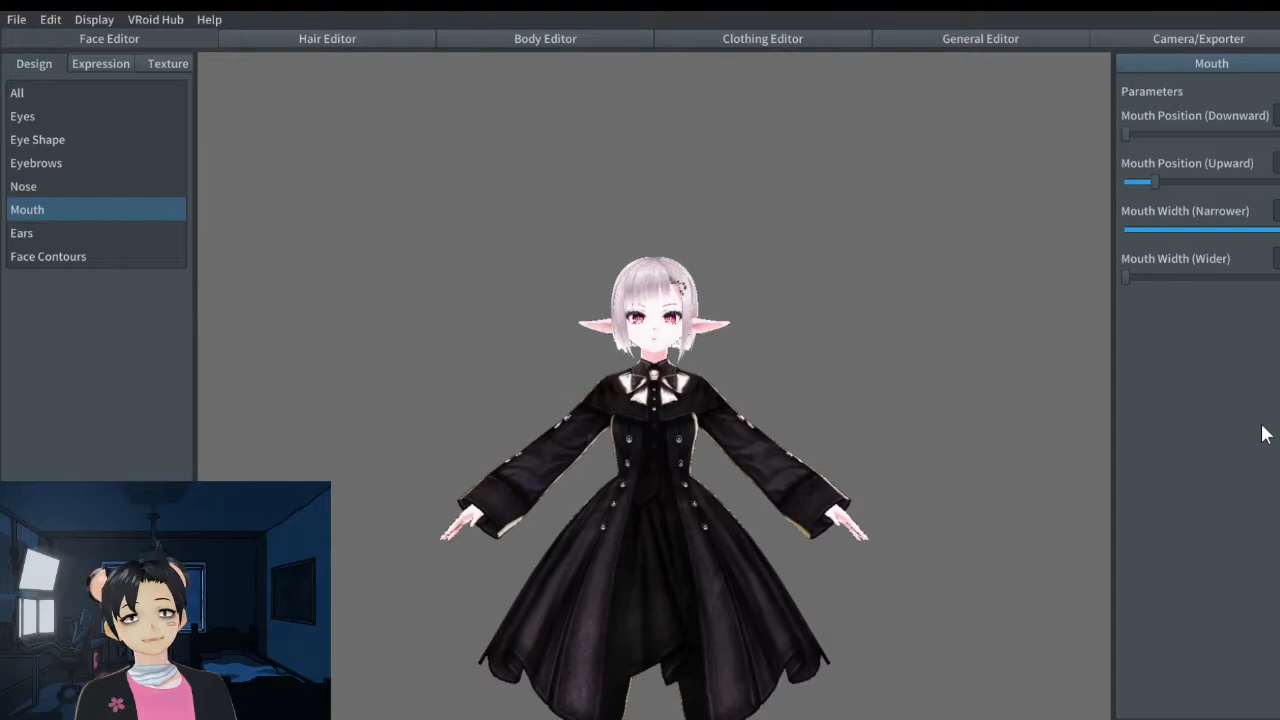 File Edit Display VRoid Hub Help
Face Editor Hair Editor Body Editor Clothing Editor General Editor Camera/Exporter
Design Expression Texture
All
Eyes
Eye Shape
Eyebrows
Nose
Mouth
Ears
Face Contours
Mouth
Parameters
Mouth Position (Downward)
Mouth Position (Upward)
Mouth Width (Narrower)
Mouth Width (Wider)